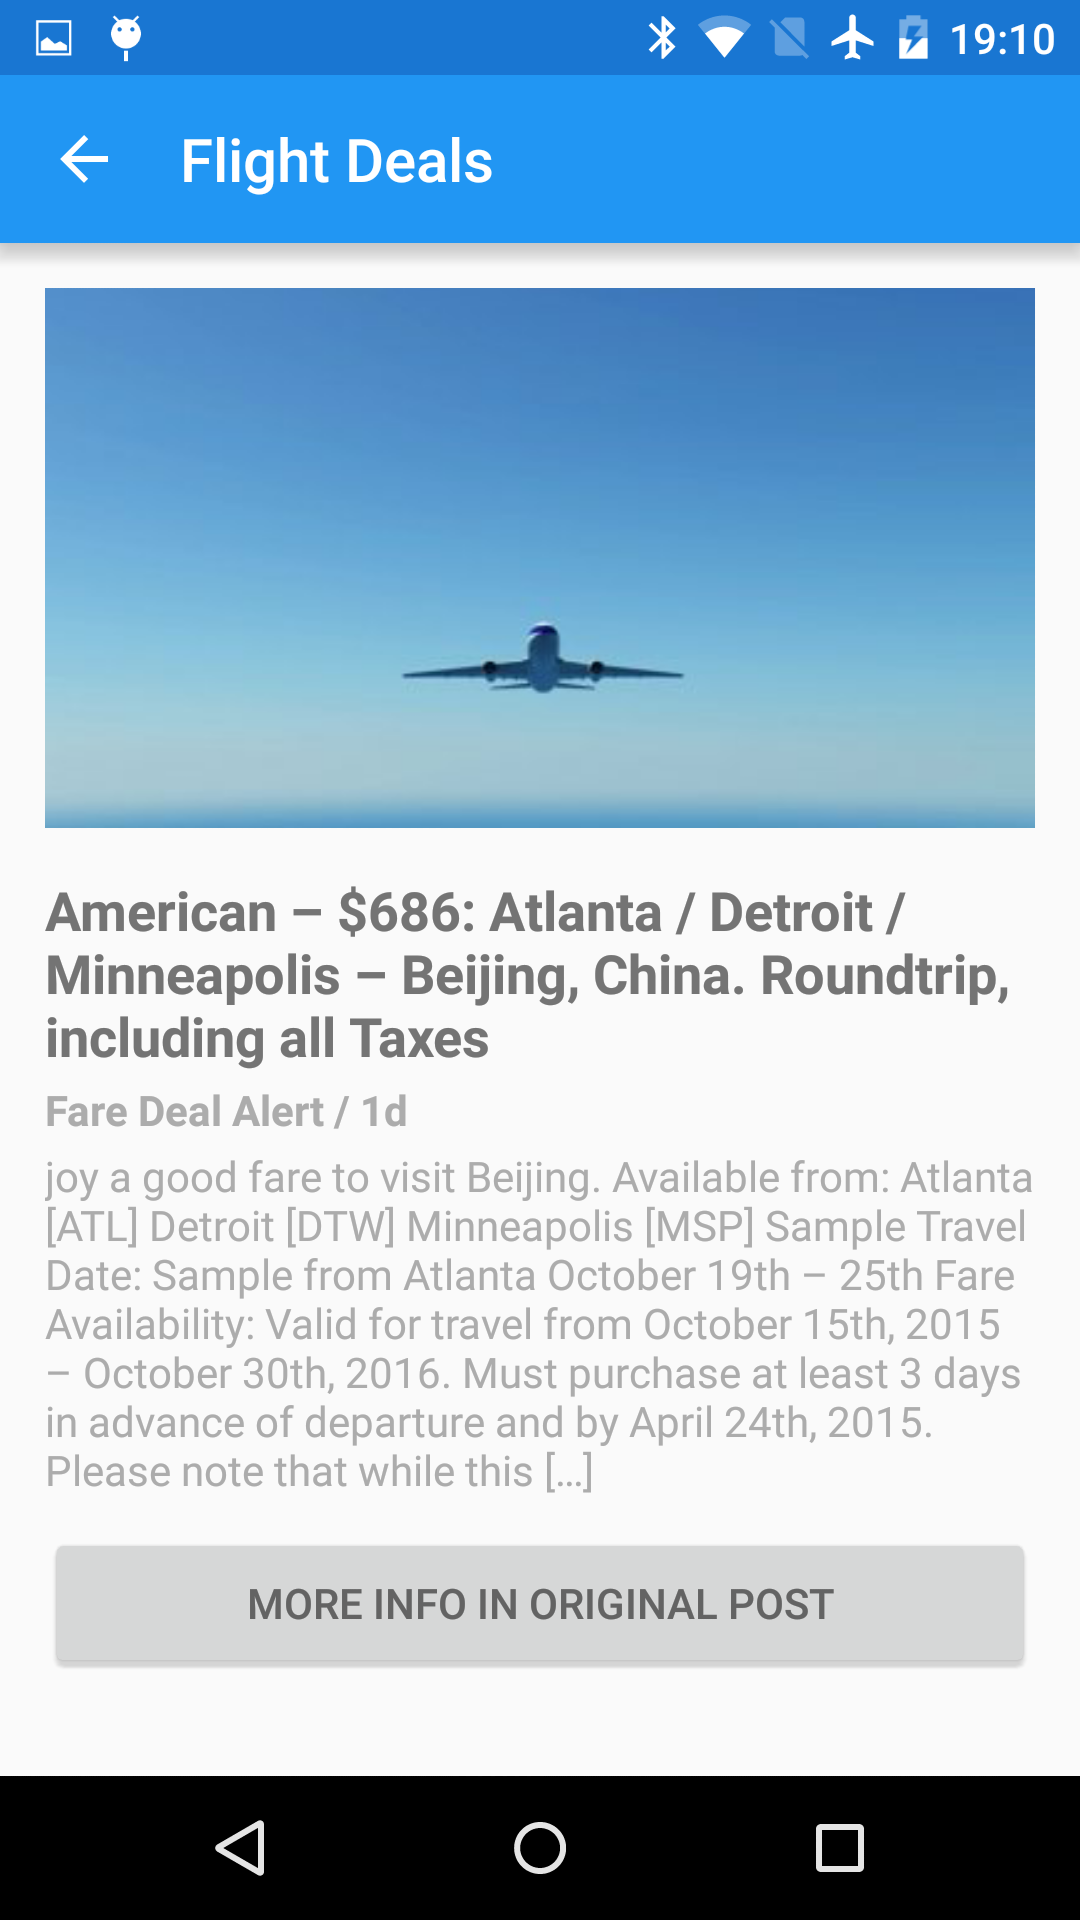 19:10
Flight Deals
American – $686: Atlanta / Detroit /
Minneapolis – Beijing, China. Roundtrip,
including all Taxes
Fare Deal Alert / 1d
joy a good fare to visit Beijing. Available from: Atlanta
[ATL] Detroit [DTW] Minneapolis [MSP] Sample Travel
Date: Sample from Atlanta October 19th – 25th Fare
Availability: Valid for travel from October 15th, 2015
– October 30th, 2016. Must purchase at least 3 days
in advance of departure and by April 24th, 2015.
Please note that while this [...]
MORE INFO IN ORIGINAL POST